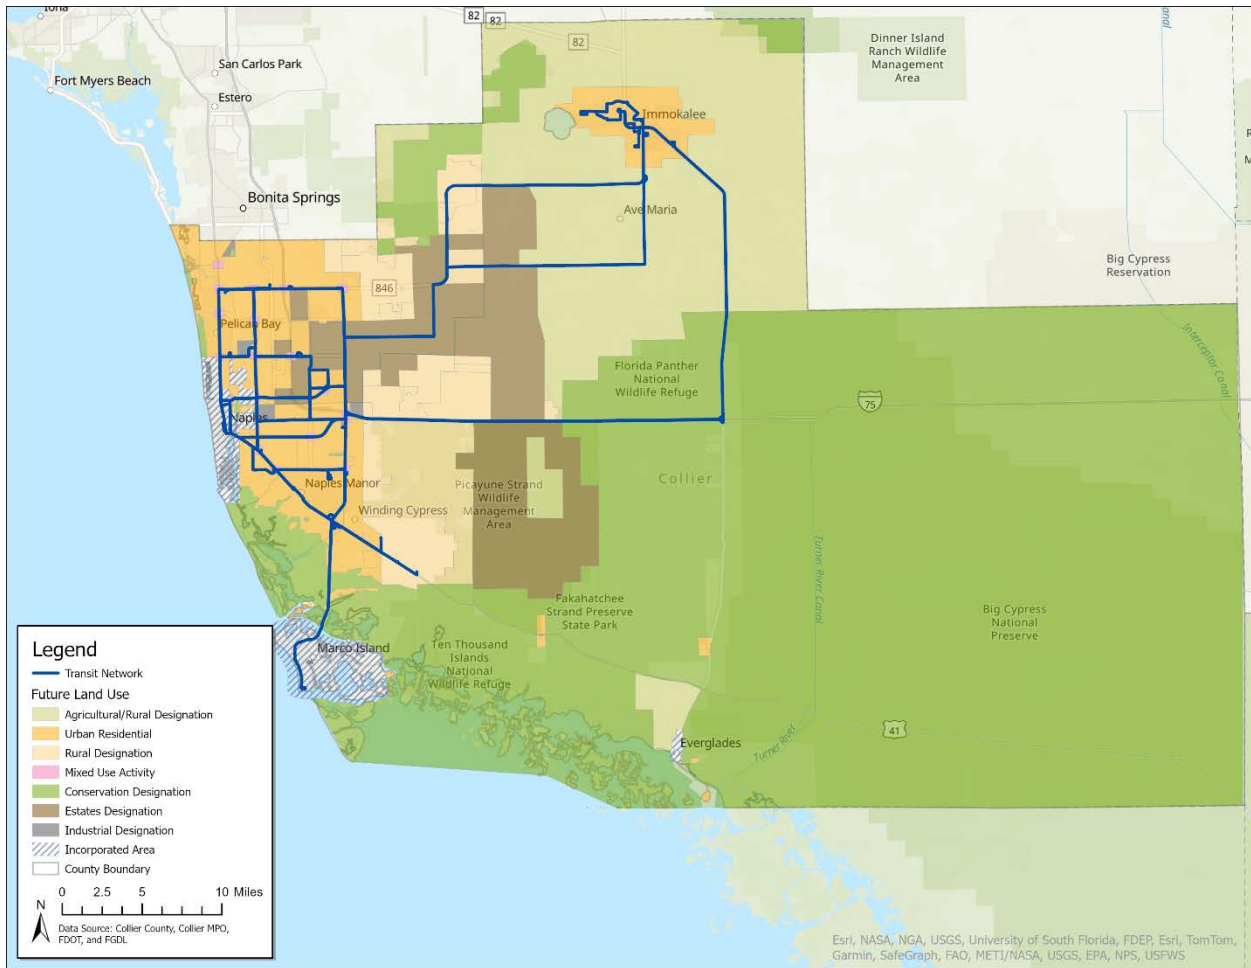 Iona
82
82
82
Dinner Island
Ranch Wildlife
Management
Area
San Carlos Park
Fort Myers Beach
Estero
Immokalee
Bonita Springs
Ave Maria
Big Cypress
Reservation
846
Pelican Bay
Interceptor Canal
Florida Panther
National
Wildlife Refuge
75
Naples
Collier
Naples Manor
Picayune Strand
Wildlife
Management
Area
Winding Cypress
Turner River Canal
Fakahatchee
Strand Preserve
State Park
Big Cypress
National
Preserve
Marco Island
Ten Thousand
Islands
National
Wildlife Refuge
Everglades
Turner River
41
Legend
Transit Network
Future Land Use
Agricultural/Rural Designation
Urban Residential
Rural Designation
Mixed Use Activity
Conservation Designation
Estates Designation
Industrial Designation
Incorporated Area
County Boundary
0 2.5 5 10 Miles
N
Data Source: Collier County, Collier MPO,
FDOT, and FGDL
Esri, NASA, NGA, USGS, University of South Florida, FDEP, Esri, TomTom,
Garmin, SafeGraph, FAO, METI/NASA, USGS, EPA, NPS, USFWS